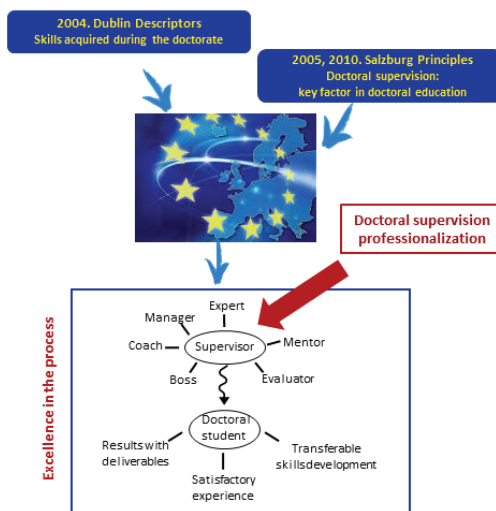 2004. Dublin Descriptors
Skills acquired during the doctorate
2005, 2010. Salzburg Principles
Doctoral supervision:
key factor in doctoral education
Doctoral supervision
professionalization
Excellence in the process
Expert
Manager
Coach
Supervisor
Mentor
Boss
Evaluator
Doctoral
student
Results with
deliverables
Transferable
skills development
Satisfactory
experience